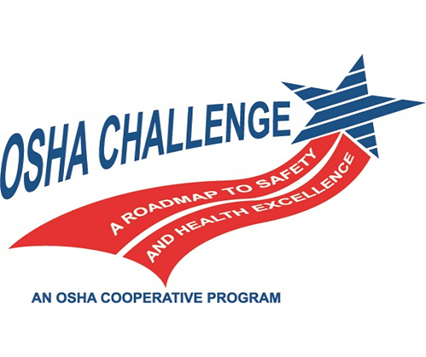 OSHA CHALLENGE
A ROADMAP TO SAFETY
AND HEALTH EXCELLENCE
AN OSHA COOPERATIVE PROGRAM